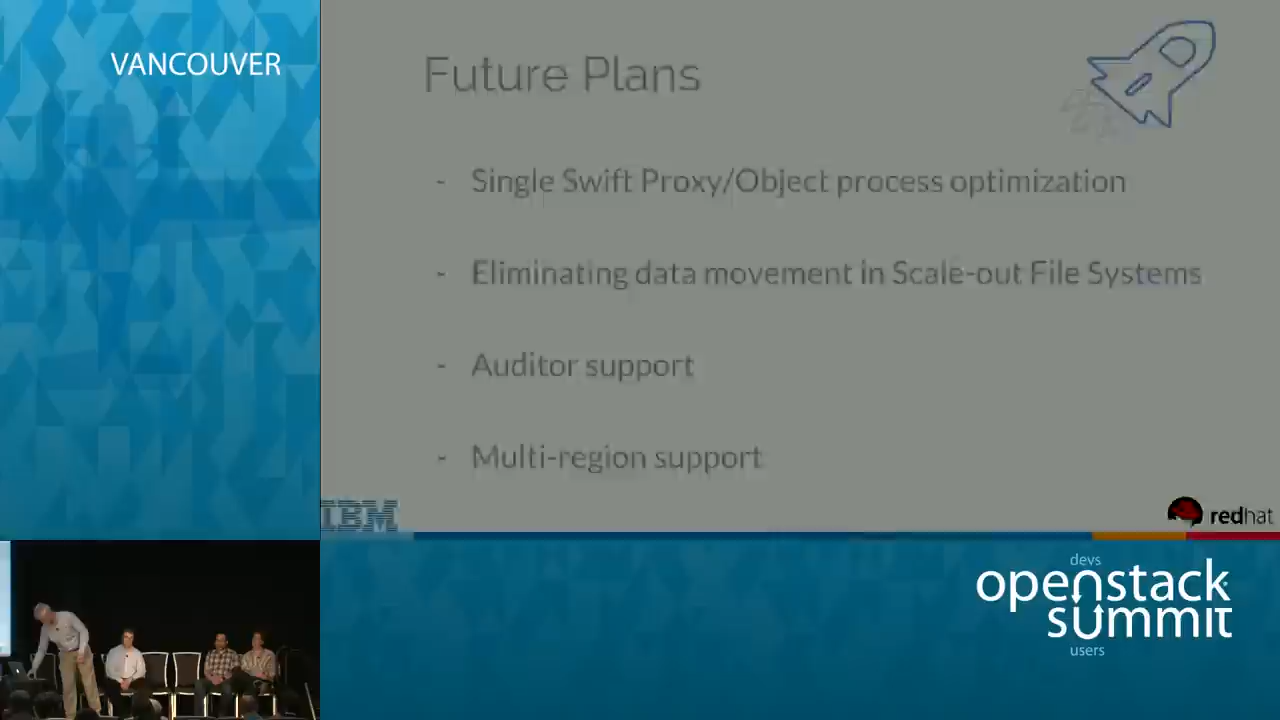 VANCOUVER
Future Plans
- Single Swift Proxy/Object process optimization
- Eliminating data movement in Scale-out File Systems
- Auditor support
- Multi-region support
IBM
redhat
devs
openstack
summit
users